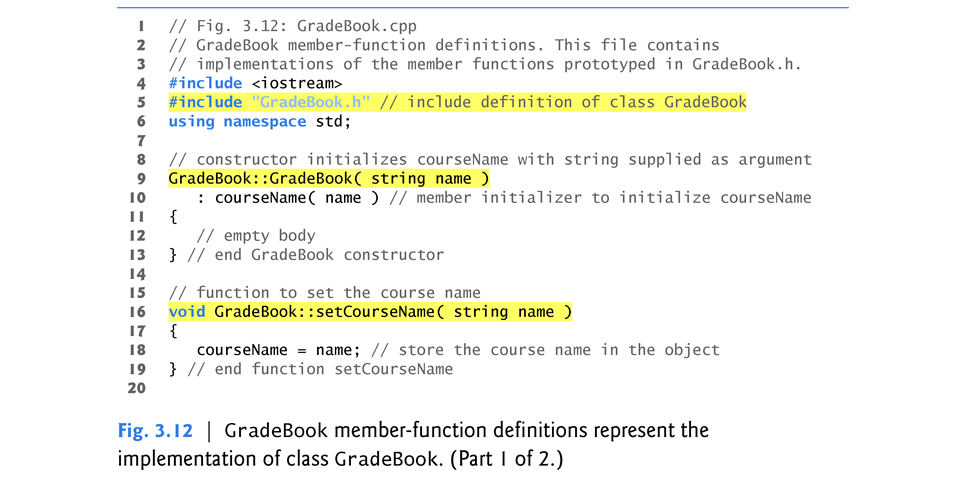 1 // Fig. 3.12: GradeBook.cpp
2 // GradeBook member-function definitions. This file contains
3 // implementations of the member functions prototyped in GradeBook.h.
4 #include <iostream>
5 #include "GradeBook.h" // include definition of class GradeBook
6 using namespace std;
7
8 // constructor initializes courseName with string supplied as argument
9 GradeBook::GradeBook( string name )
10    : courseName( name ) // member initializer to initialize courseName
11 {
12    // empty body
13 } // end GradeBook constructor
14
15 // function to set the course name
16 void GradeBook::setCourseName( string name )
17 {
18    courseName = name; // store the course name in the object
19 } // end function setCourseName
20
Fig. 3.12 | GradeBook member-function definitions represent the
implementation of class GradeBook. (Part 1 of 2.)